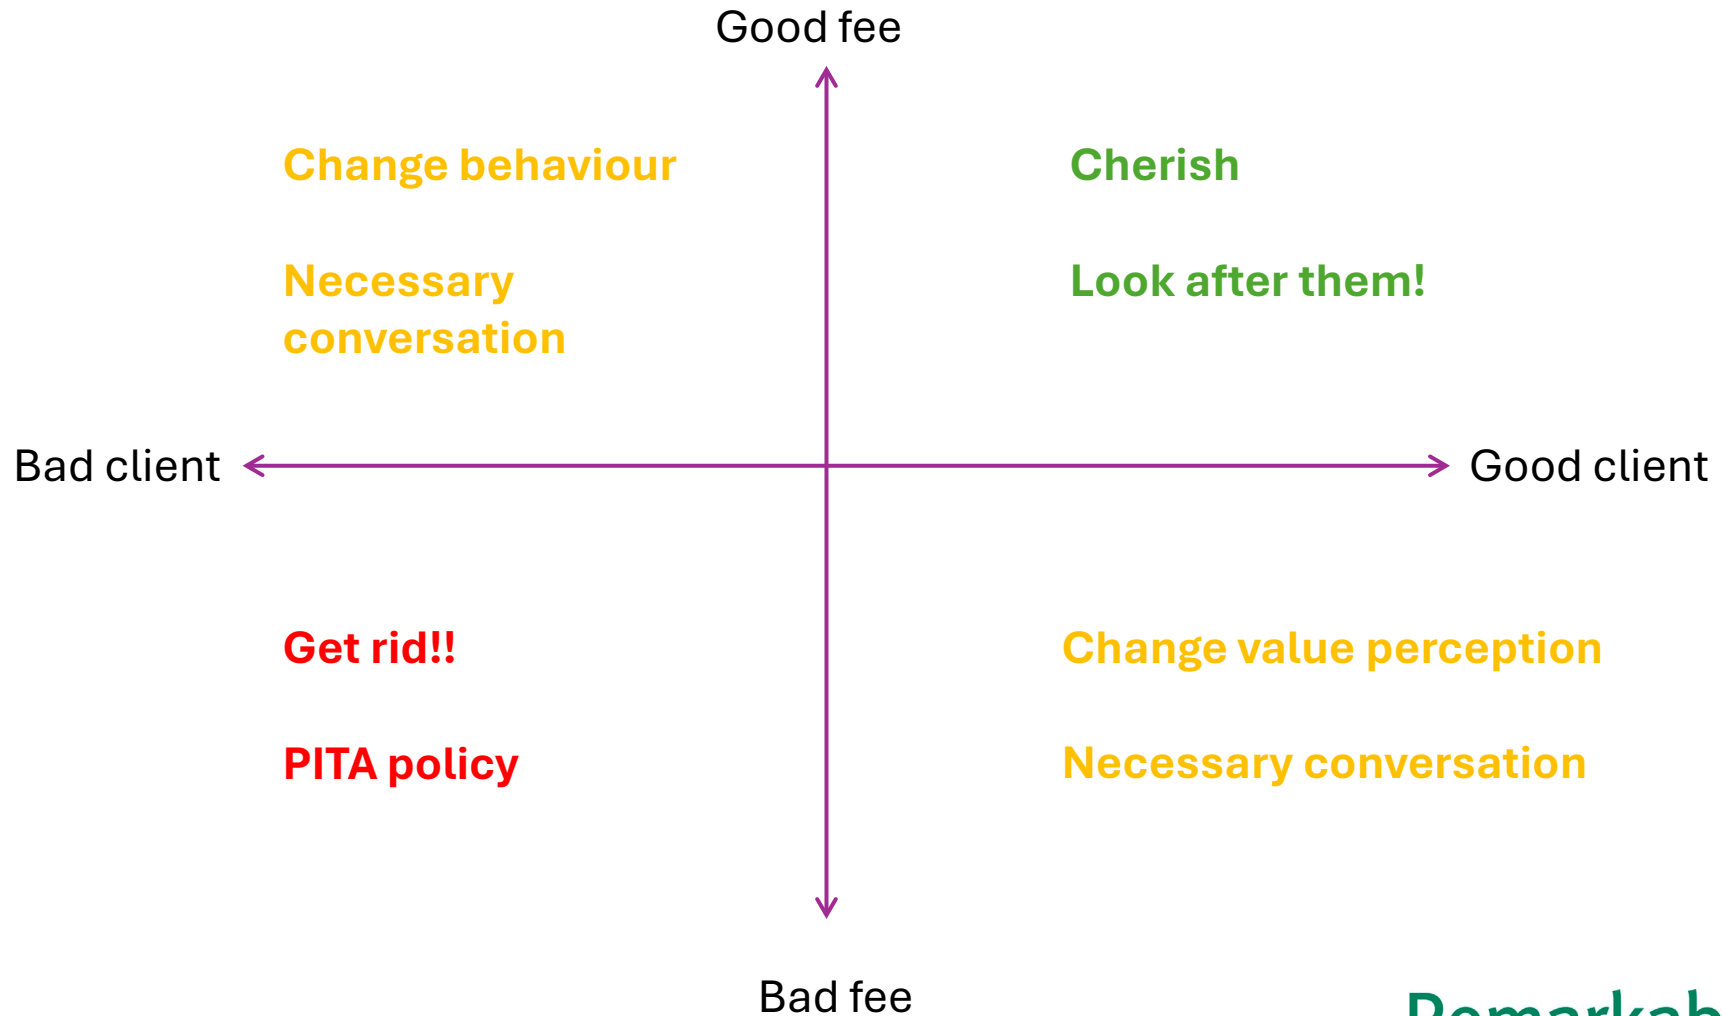 Good fee
Change behaviour
Cherish
Necessary
conversation
Look after them!
Bad client
Good client
Get rid!!
PITA policy
Change value perception
Necessary conversation
Bad fee